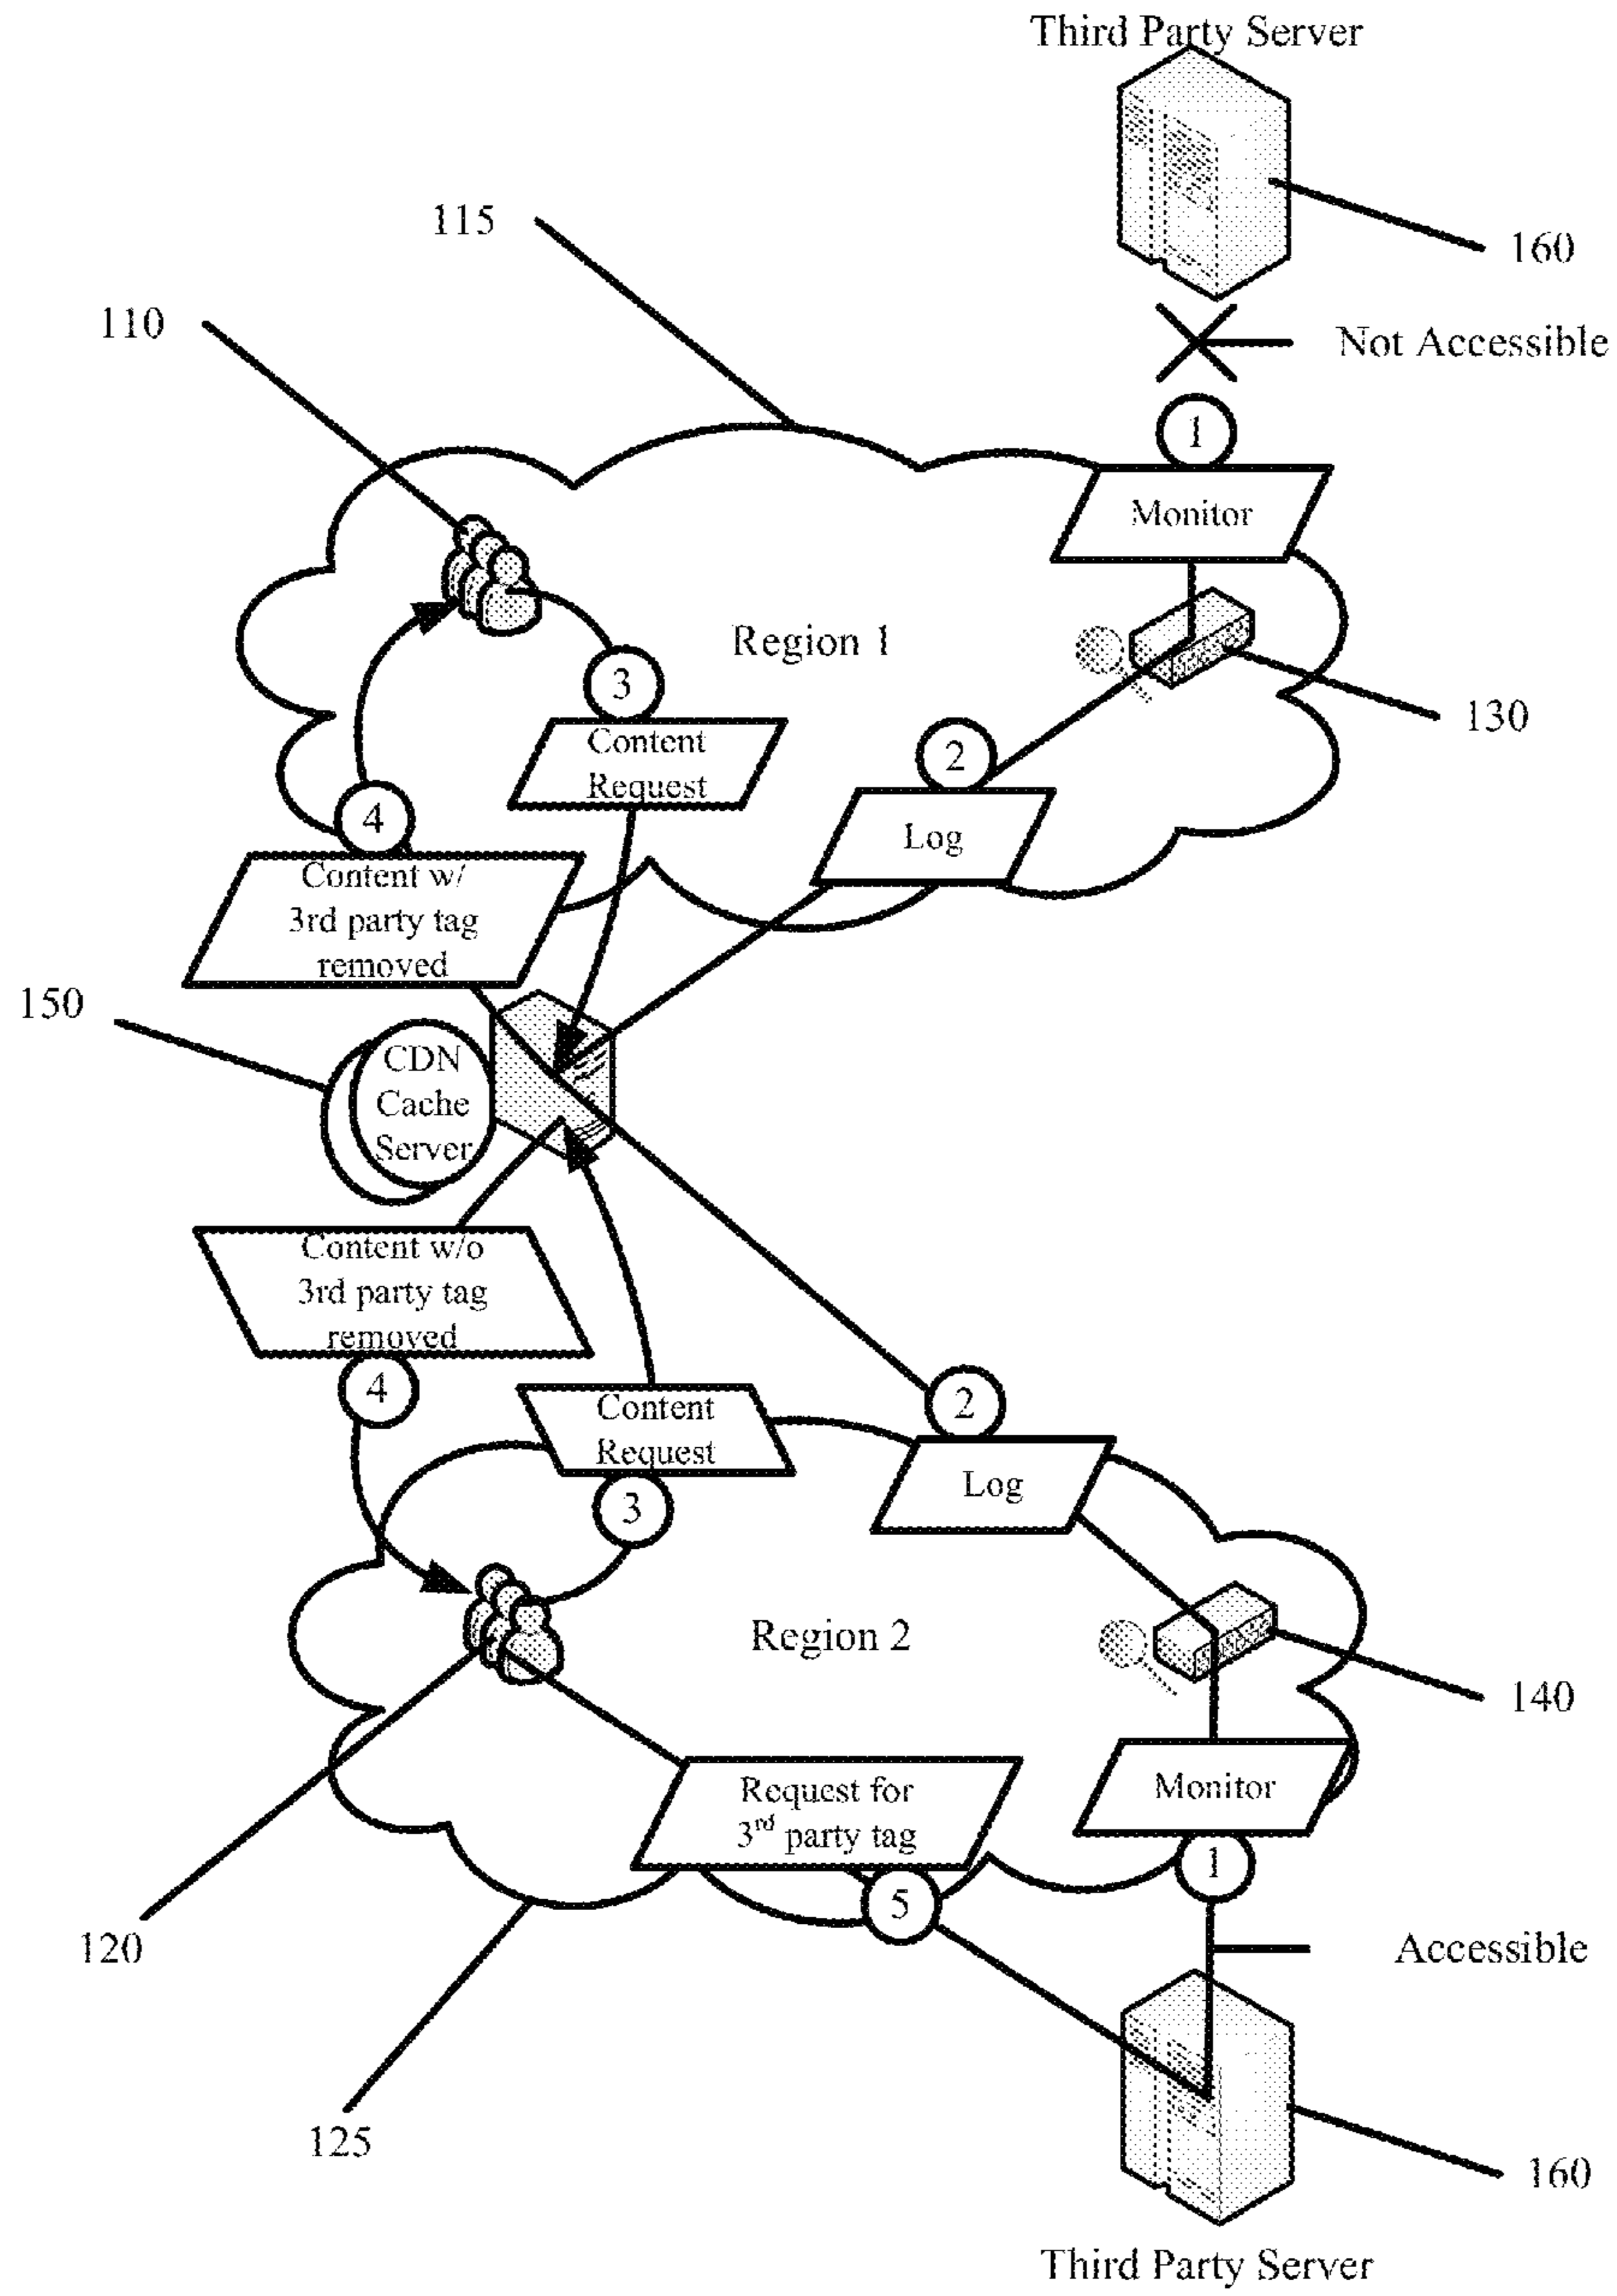 Third Party Server
115
160
110
Not Accessible
1
Monitor
Region 1
3
130
Content
Request
2
Log
4
Content w/
3rd party tag
removed
150
CDN
Cache
Server
Content w/o
3rd party tag
removed
4
Content
Request
2
Log
3
Region 2
140
Request for
3rd party tag
Monitor
1
5
120
Accessible
125
160
Third Party Server